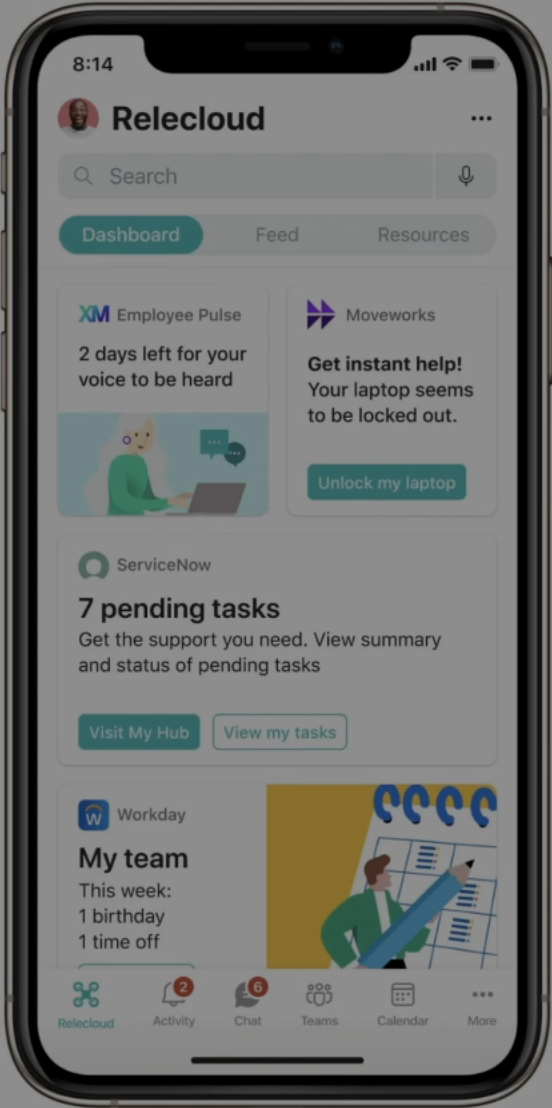 8:14
Relecloud
Search
Dashboard
Feed
Resources
XM Employee Pulse
2 days left for your
voice to be heard
Moveworks
Get instant help!
Your laptop seems
to be locked out.
Unlock my laptop
ServiceNow
7 pending tasks
Get the support you need. View summary
and status of pending tasks
Visit My Hub
View my tasks
W Workday
My team
This week:
1 birthday
1 time off
2
6
Relecloud
Activity
Chat
Teams
Calendar
More